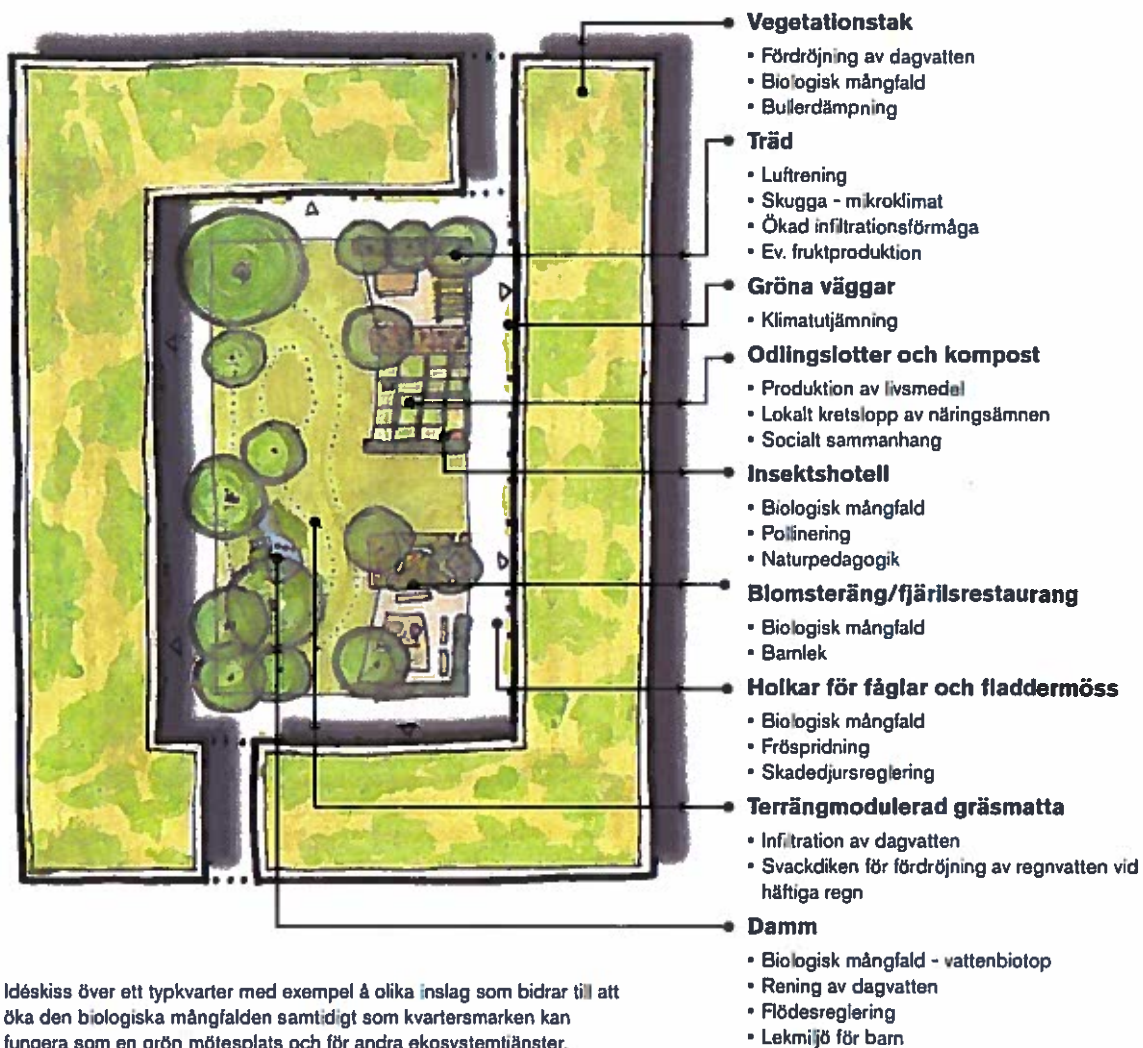 Vegetationstak
• Fördröjning av dagvatten
• Biologisk mångfald
• Bullerdämpning
Träd
• Luftrening
• Skugga - mikroklimat
• Ökad infiltrationsförmåga
• Ev. fruktproduktion
Gröna väggar
• Klimatutjämning
Odlingslotter och kompost
• Produktion av livsmedel
• Lokalt kretslopp av näringsämnen
• Socialt sammanhang
Insektshotell
• Biologisk mångfald
• Pollinering
• Naturpedagogik
Blomsteräng/fjärilsrestaurang
• Biologisk mångfald
• Barnlek
Holkar för fåglar och fladdermöss
• Biologisk mångfald
• Fröspridning
• Skadedjursreglering
Terrängmodulerad gräsmatta
• Infiltration av dagvatten
• Svackdiken för fördröjning av regnvatten vid
häftiga regn
Damm
• Biologisk mångfald - vattenbiotop
• Rening av dagvatten
• Flödesreglering
• Lekmiljö för barn
Idéskiss över ett typkvarter med exempel å olika inslag som bidrar till att
öka den biologiska mångfalden samtidigt som kvartersmarken kan
fungera som en grön mötesplats och för andra ekosystemtjänster.